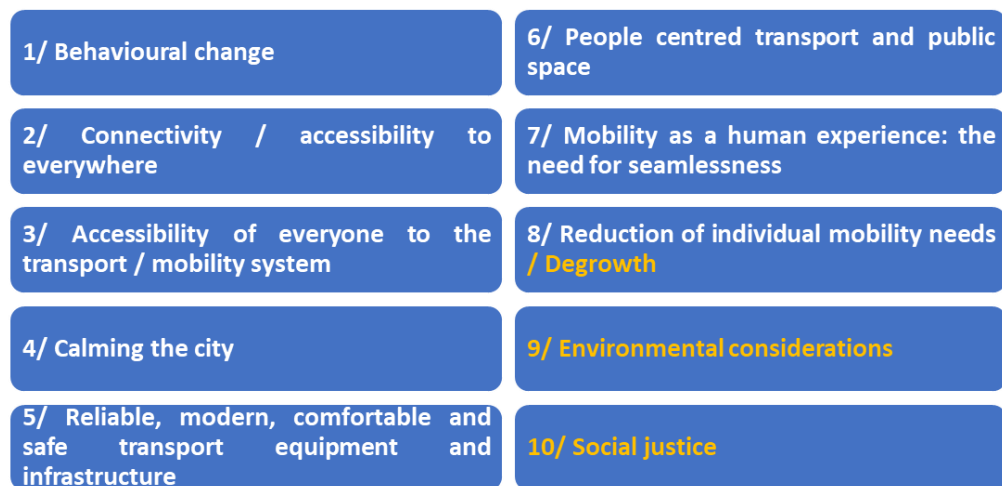 1/ Behavioural change
2/ Connectivity / accessibility to
everywhere
3/ Accessibility of everyone to the
transport / mobility system
4/ Calming the city
5/ Reliable, modern, comfortable and
safe transport equipment and
infrastructure
6/ People centred transport and public
space
7/ Mobility as a human experience: the
need for seamlessness
8/ Reduction of individual mobility needs
/ Degrowth
9/ Environmental considerations
10/ Social justice